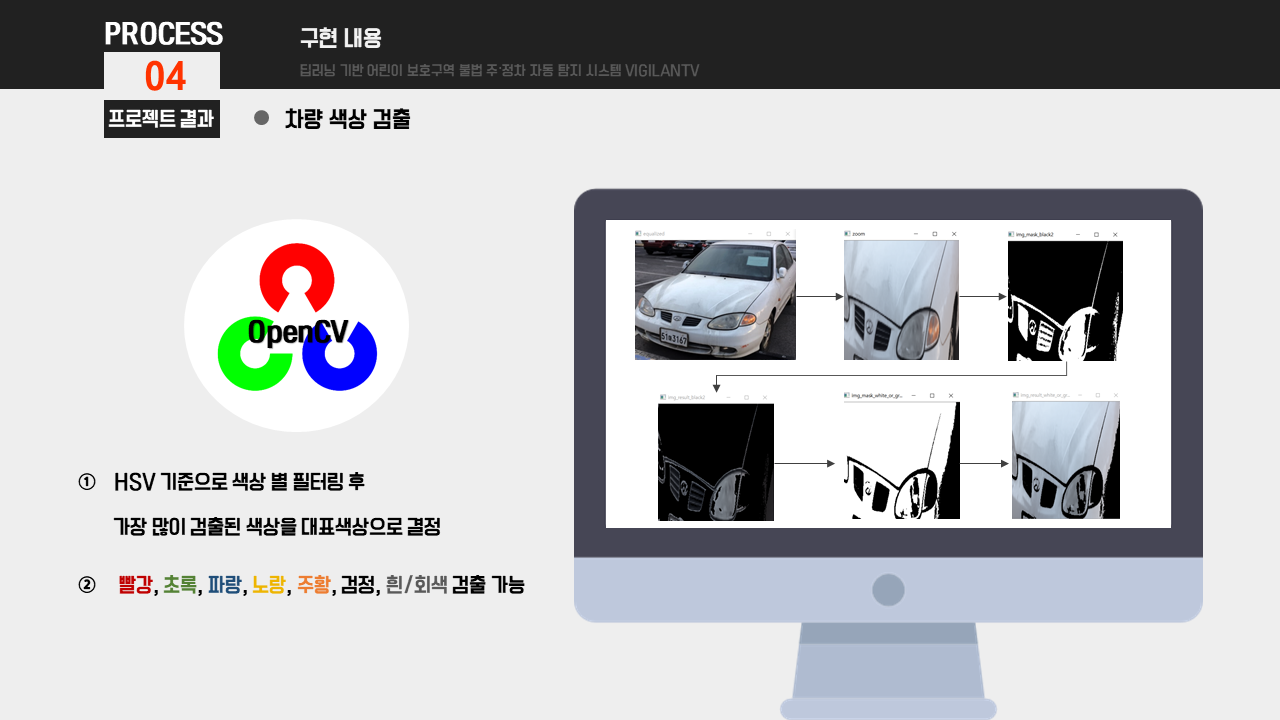 PROCESS
04
프로젝트 결과
구현 내용
딥러닝 기반 어린이 보호구역 불법 주·정차 자동 탐지 시스템 VIGILANTV
차량 색상 검출
OpenCV
① HSV 기준으로 색상 별 필터링 후
가장 많이 검출된 색상을 대표색상으로 결정
② 빨강, 초록, 파랑, 노랑, 주황, 검정, 흰/회색 검출 가능
equalized
zoom
img_mask_black2
img_result_black2
img_mask_white_or_gr...
img_result_white_or_gr...